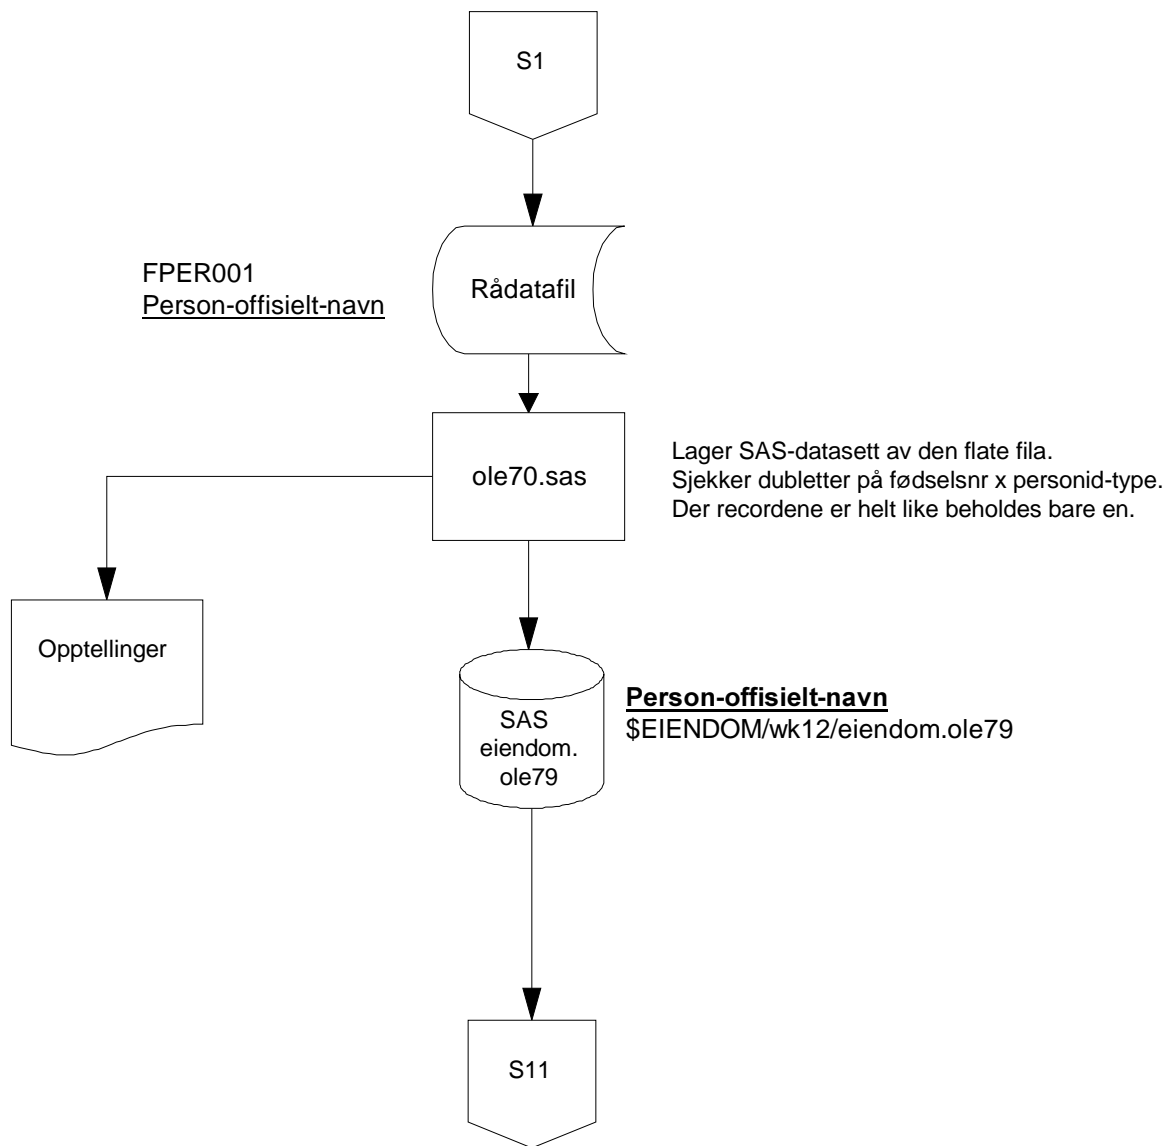 S1
FPER001
Person-offisielt-navn
Rådatafil
ole70.sas
Lager SAS-datasett av den flate fila.
Sjekker dubletter på fødselsnr x personid-type.
Der recordene er helt like beholdes bare en.
Opptellinger
SAS
eiendom.
ole79
Person-offisielt-navn
$EIENDOM/wk12/eiendom.ole79
S11